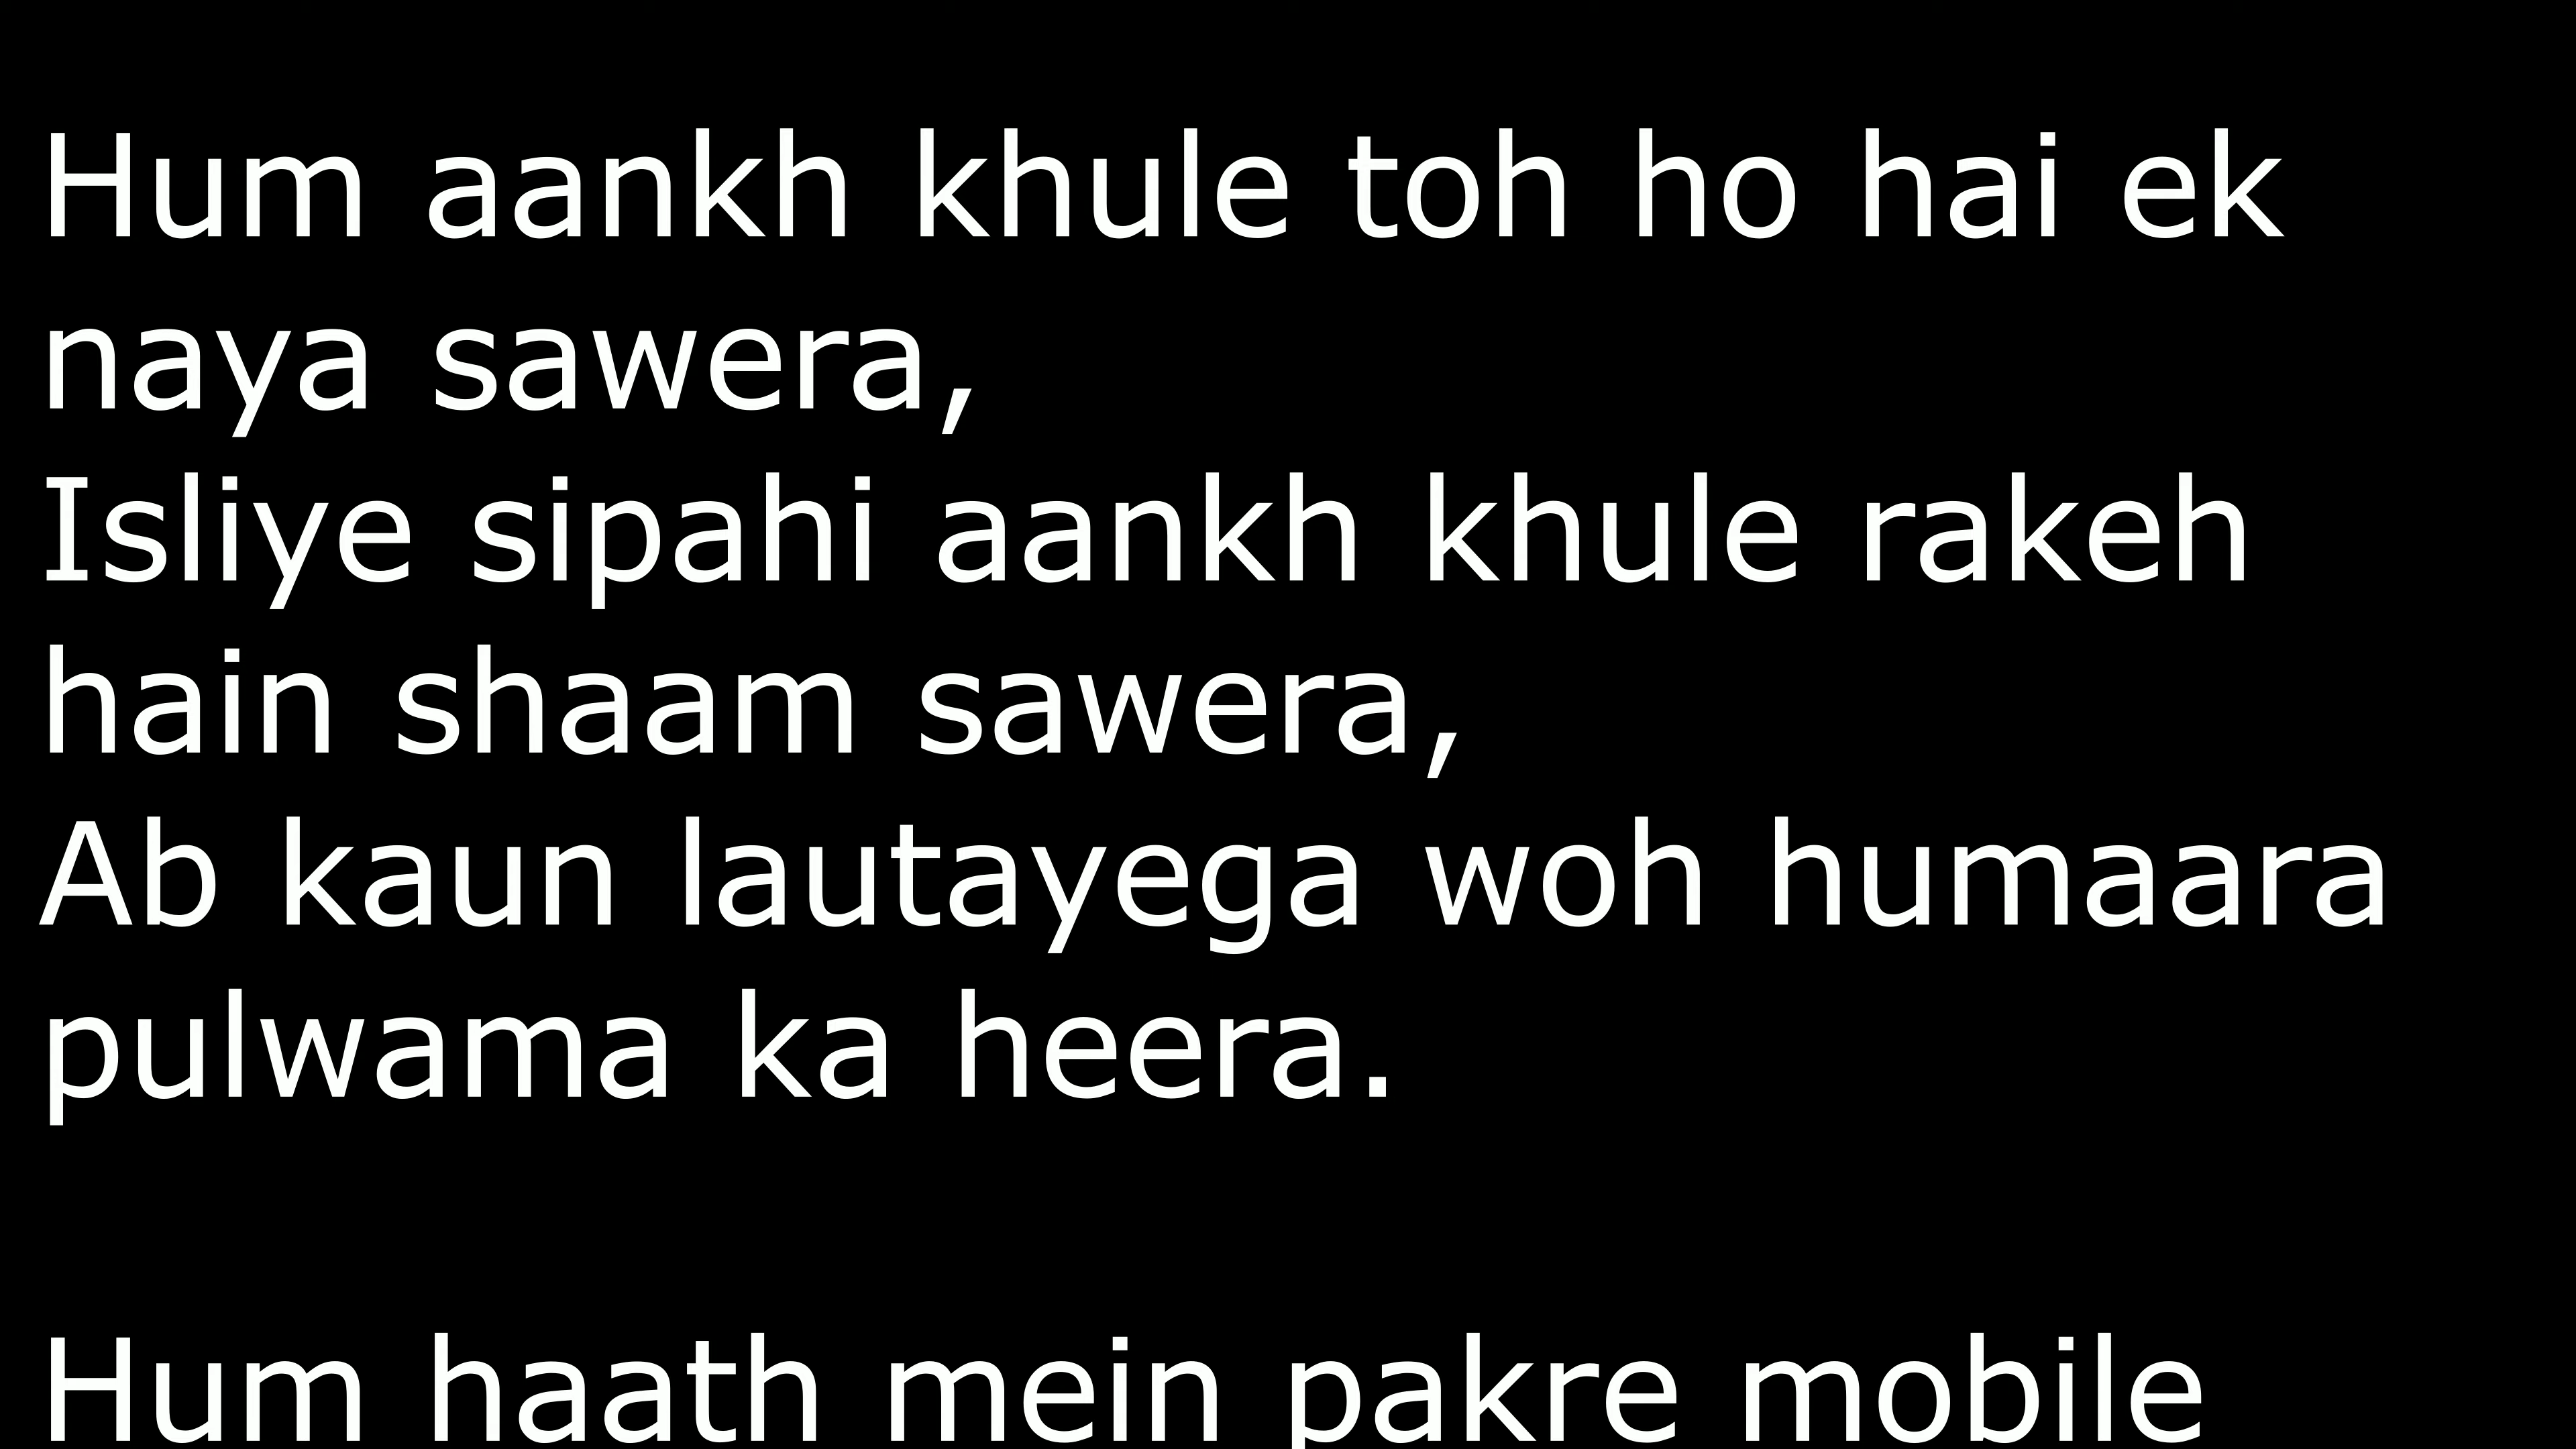 Hum aankh khule toh ho hai ek
naya sawera,
Isliye sipahi aankh khule rakeh
hain shaam sawera,
Ab kaun lautayega woh humaara
pulwama ka heera.
Hum haath mein pakre mobile